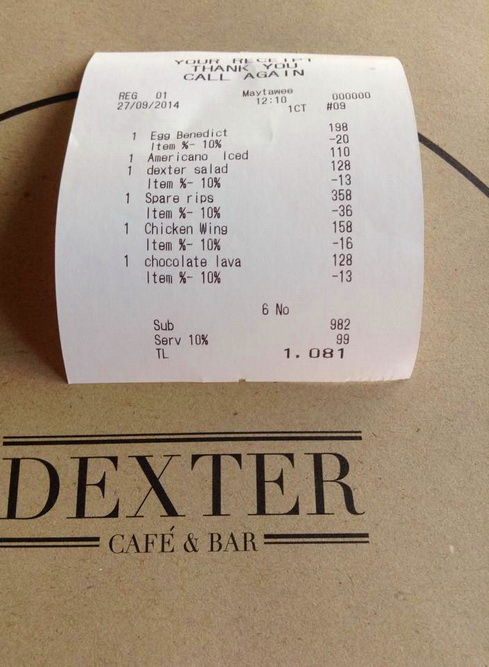 YOUR RECEIPT
THANK YOU
CALL AGAIN
REG 01 Maytawee 000000
27/09/2014 12:10 1CT #09
1 Egg Benedict 198
Item %- 10% -20
1 Americano Iced 110
1 dexter salad 128
Item %- 10% -13
1 Spare rips 358
Item %- 10% -36
1 Chicken Wing 158
Item %- 10% -16
1 chocolate lava 128
Item %- 10% -13
6 No
Sub 982
Serv 10% 99
TL 1.081
DEXTER
CAFÉ & BAR